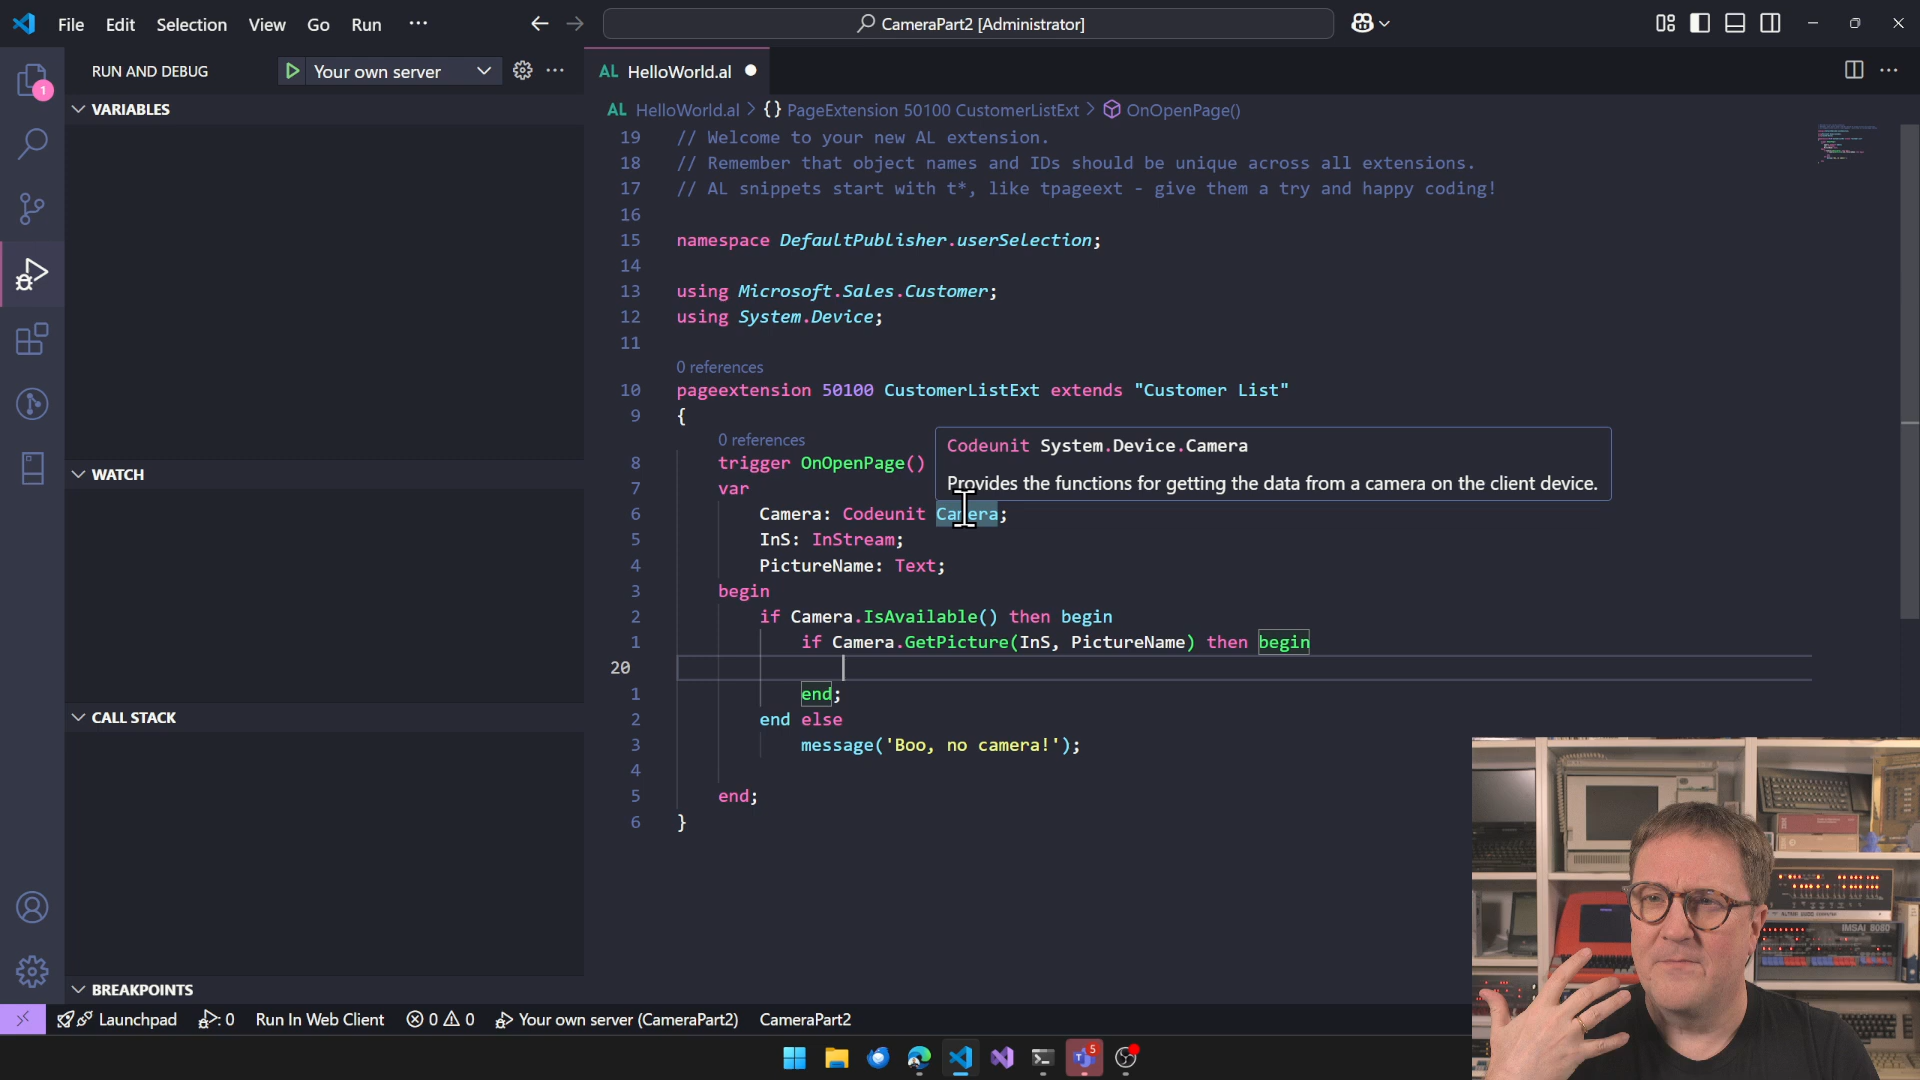 File Edit Selection View Go Run ···
CameraPart2 [Administrator]
1
RUN AND DEBUG
Your own server
VARIABLES
WATCH
CALL STACK
BREAKPOINTS
AL HelloWorld.al
AL HelloWorld.al > {} PageExtension 50100 CustomerListExt > OnOpenPage()
19 // Welcome to your new AL extension.
18 // Remember that object names and IDs should be unique across all extensions.
17 // AL snippets start with t*, like tpageext - give them a try and happy coding!
16
15 namespace DefaultPublisher.userSelection;
14
13 using Microsoft.Sales.Customer;
12 using System.Device;
11
0 references
10 pageextension 50100 CustomerListExt extends "Customer List"
9 {
0 references
Codeunit System.Device.Camera
8 trigger OnOpenPage()
Provides the functions for getting the data from a camera on the client device.
7 var
6 Camera: Codeunit Camera;
5 InS: InStream;
4 PictureName: Text;
3 begin
2 if Camera.IsAvailable() then begin
1 if Camera.GetPicture(InS, PictureName) then begin
20
1 end;
2 end else
3 message('Boo, no camera!');
4
5 end;
6 }
Launchpad 0 Run In Web Client 0 0 Your own server (CameraPart2) CameraPart2
5
ALTAIR 8800 COMPUTER
IMSAI 8080